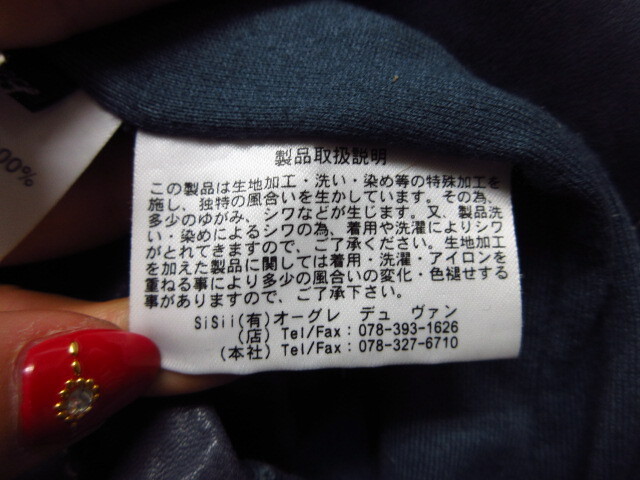 製品取扱説明
この製品は生地加工・洗い・染め等の特殊加工を
施し、独特の風合いを生かしています。その為、
多少のゆがみ、シワなどが生じます。又、製品洗
い・染めによるシワの為、着用や洗濯によりシワ
がとれてきますので、ご了承ください。生地加工
を加えた製品に関しては着用・洗濯・アイロンを
重ねる事により多少の風合いの変化・色褪せする
事がありますので、ご了承下さい。
SiSii(有)オーグレ デュ ヴァン
(店) Tel/Fax:078-393-1626
(本社) Tel/Fax:078-327-6710
00%